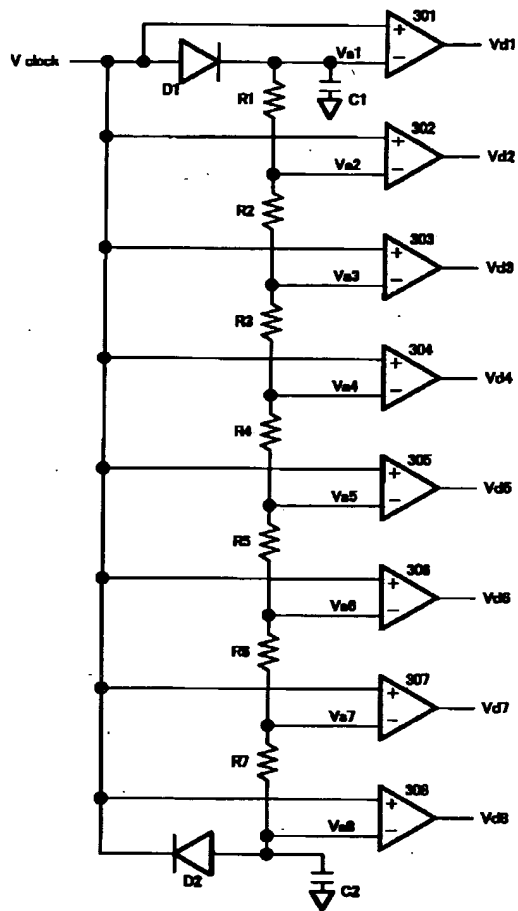 301
+
Va1
Vd1
V clock
−
D1
R1
C1
302
+
Vd2
Va2
−
R2
303
+
Vd3
Va3
−
R3
304
+
Vd4
Va4
−
R4
305
+
Vd5
Va5
−
R5
306
+
Vd6
Va6
−
R6
307
+
Vd7
Va7
−
R7
308
+
Vd8
Va8
−
D2
C2